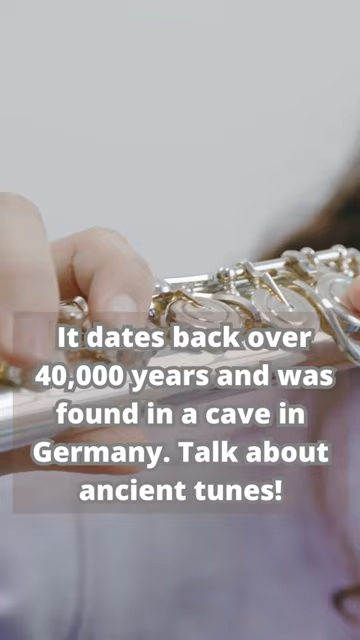 It dates back over
40,000 years and was
found in a cave in
Germany. Talk about
ancient tunes!